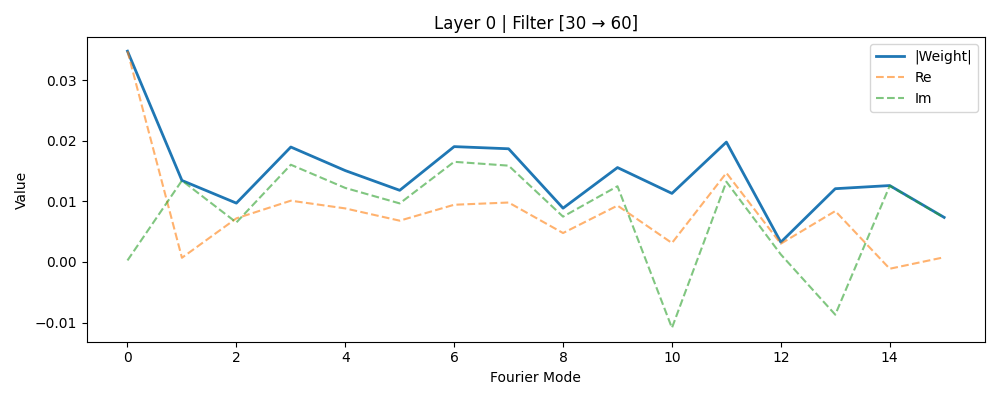 Layer 0 | Filter [30 → 60]
|Weight|
Re
Im
Value
0.03
0.02
0.01
0.00
−0.01
0 2 4 6 8 10 12 14
Fourier Mode